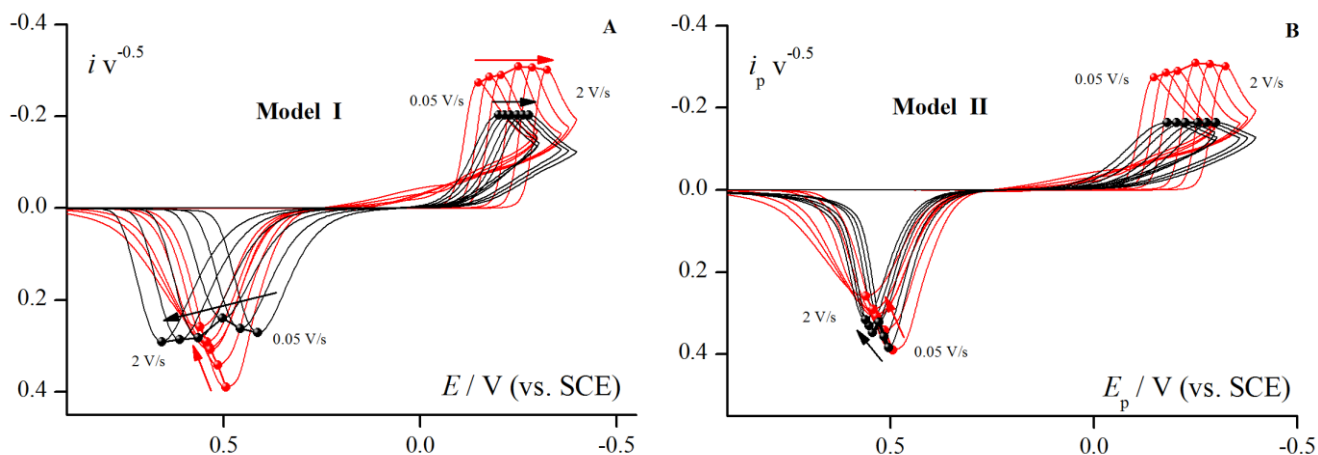 A
-0.4
-0.2
0.0
0.2
0.4
i v^-0.5
Model I
0.05 V/s
2 V/s
2 V/s
0.05 V/s
E / V (vs. SCE)
0.5
0.0
-0.5
B
-0.4
-0.2
0.0
0.2
0.4
i_p v^-0.5
Model II
0.05 V/s
2 V/s
2 V/s
0.05 V/s
E_p / V (vs. SCE)
0.5
0.0
-0.5